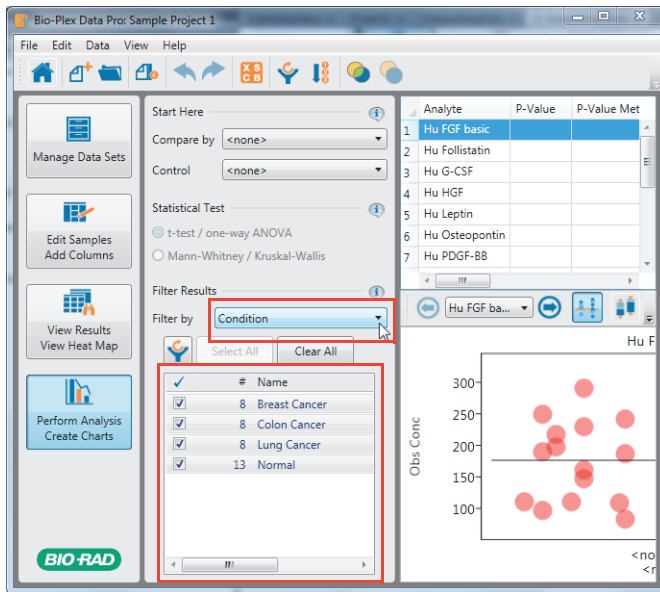 Bio-Plex Data Pro: Sample Project 1
File Edit Data View Help
X S
C B
Manage Data Sets
Edit Samples
Add Columns
View Results
View Heat Map
Perform Analysis
Create Charts
BIO-RAD
Start Here
Compare by <none>
Control <none>
Statistical Test
t-test / one-way ANOVA
Mann-Whitney / Kruskal-Wallis
Filter Results
Filter by Condition
Select All Clear All
# Name
8 Breast Cancer
8 Colon Cancer
8 Lung Cancer
13 Normal
Analyte P-Value P-Value Met
1 Hu FGF basic
2 Hu Follistatin
3 Hu G-CSF
4 Hu HGF
5 Hu Leptin
6 Hu Osteopontin
7 Hu PDGF-BB
Hu FGF ba...
Hu F
Obs Conc
300
250
200
150
100
<no
<r